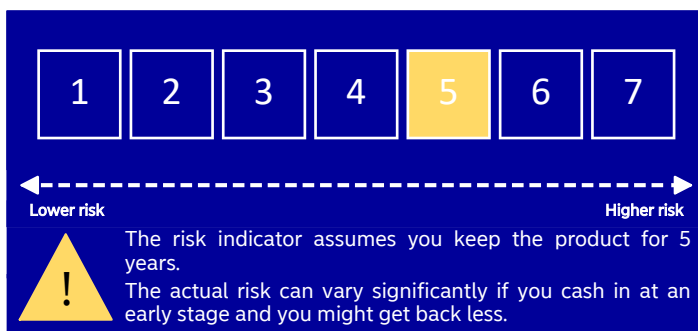 1 2 3 4 5 6 7
Lower risk Higher risk
The risk indicator assumes you keep the product for 5
years.
!
The actual risk can vary significantly if you cash in at an
early stage and you might get back less.